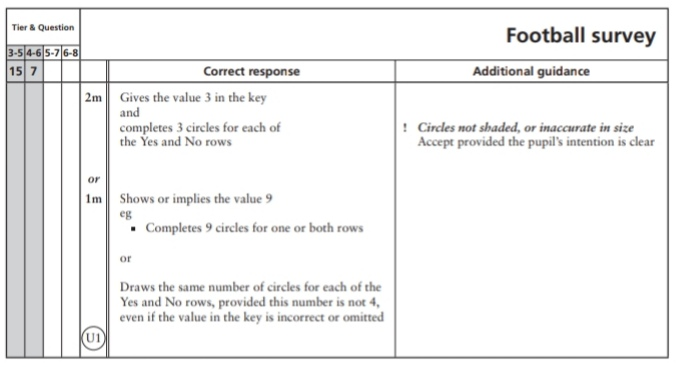 Tier & Question
Football survey
3-5 4-6 5-7 6-8
15 7
Correct response
Additional guidance
2m Gives the value 3 in the key
and
completes 3 circles for each of
the Yes and No rows
! Circles not shaded, or inaccurate in size
Accept provided the pupil's intention is clear
or
1m Shows or implies the value 9
eg
▪ Completes 9 circles for one or both rows
or
Draws the same number of circles for each of the
Yes and No rows, provided this number is not 4,
even if the value in the key is incorrect or omitted
U1